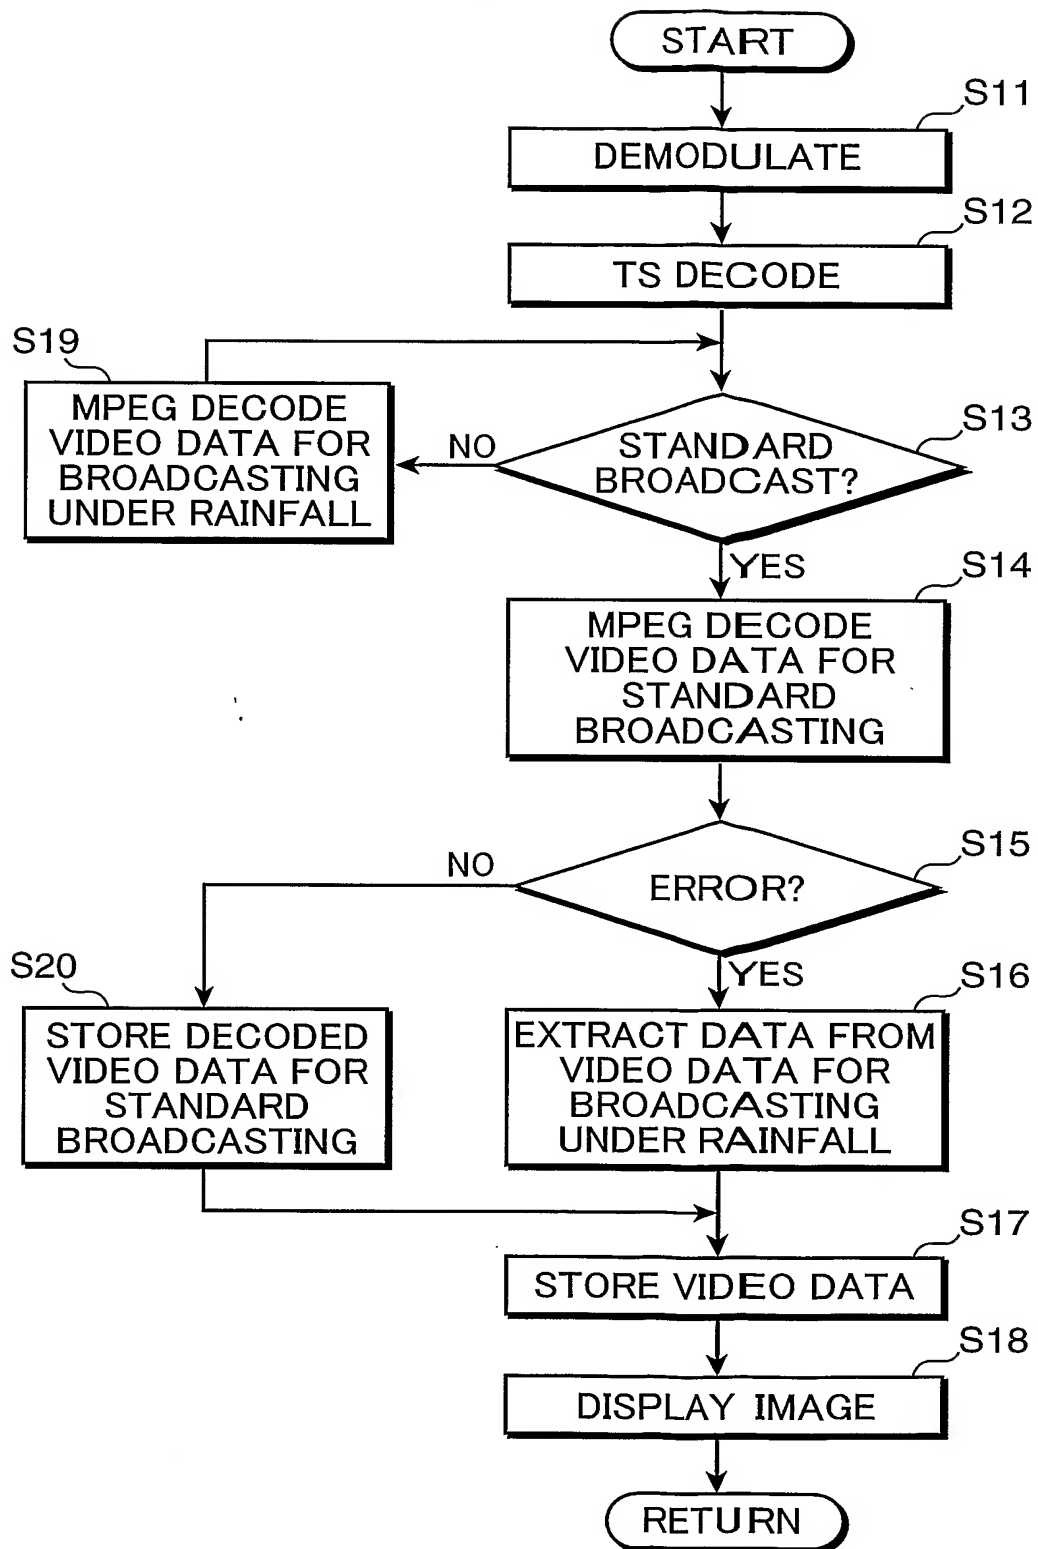 START
S11
DEMODULATE
S12
TS DECODE
S19
MPEG DECODE
VIDEO DATA FOR
BROADCASTING
UNDER RAINFALL
NO
S13
STANDARD
BROADCAST?
YES
S14
MPEG DECODE
VIDEO DATA FOR
STANDARD
BROADCASTING
S15
NO
ERROR?
YES
S20
STORE DECODED
VIDEO DATA FOR
STANDARD
BROADCASTING
S16
EXTRACT DATA FROM
VIDEO DATA FOR
BROADCASTING
UNDER RAINFALL
S17
STORE VIDEO DATA
S18
DISPLAY IMAGE
RETURN